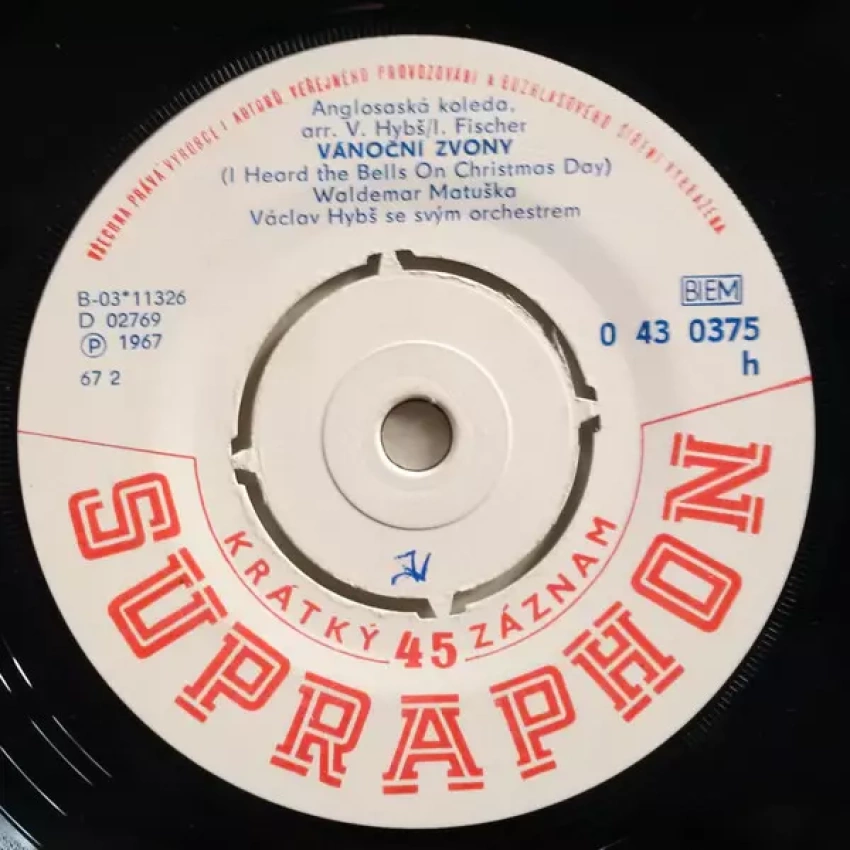 VŠECHNA PRÁVA VÝROBCE I AUTORŮ, VEŘEJNÉHO PROVOZOVÁNÍ A ROZHLASOVÉHO ŠÍŘENÍ VYHRAŽENA
Anglosaská koleda,
arr. V. Hybš/I. Fischer
VÁNOČNÍ ZVONY
(I Heard the Bells On Christmas Day)
Waldemar Matuška
Václav Hybš se svým orchestrem
B-03*11326
D 02769
Ⓟ 1967
67 2
BIEM
0 43 0375
h
KRÁTKÝ 45 ZÁZNAM
SUPRAPHON